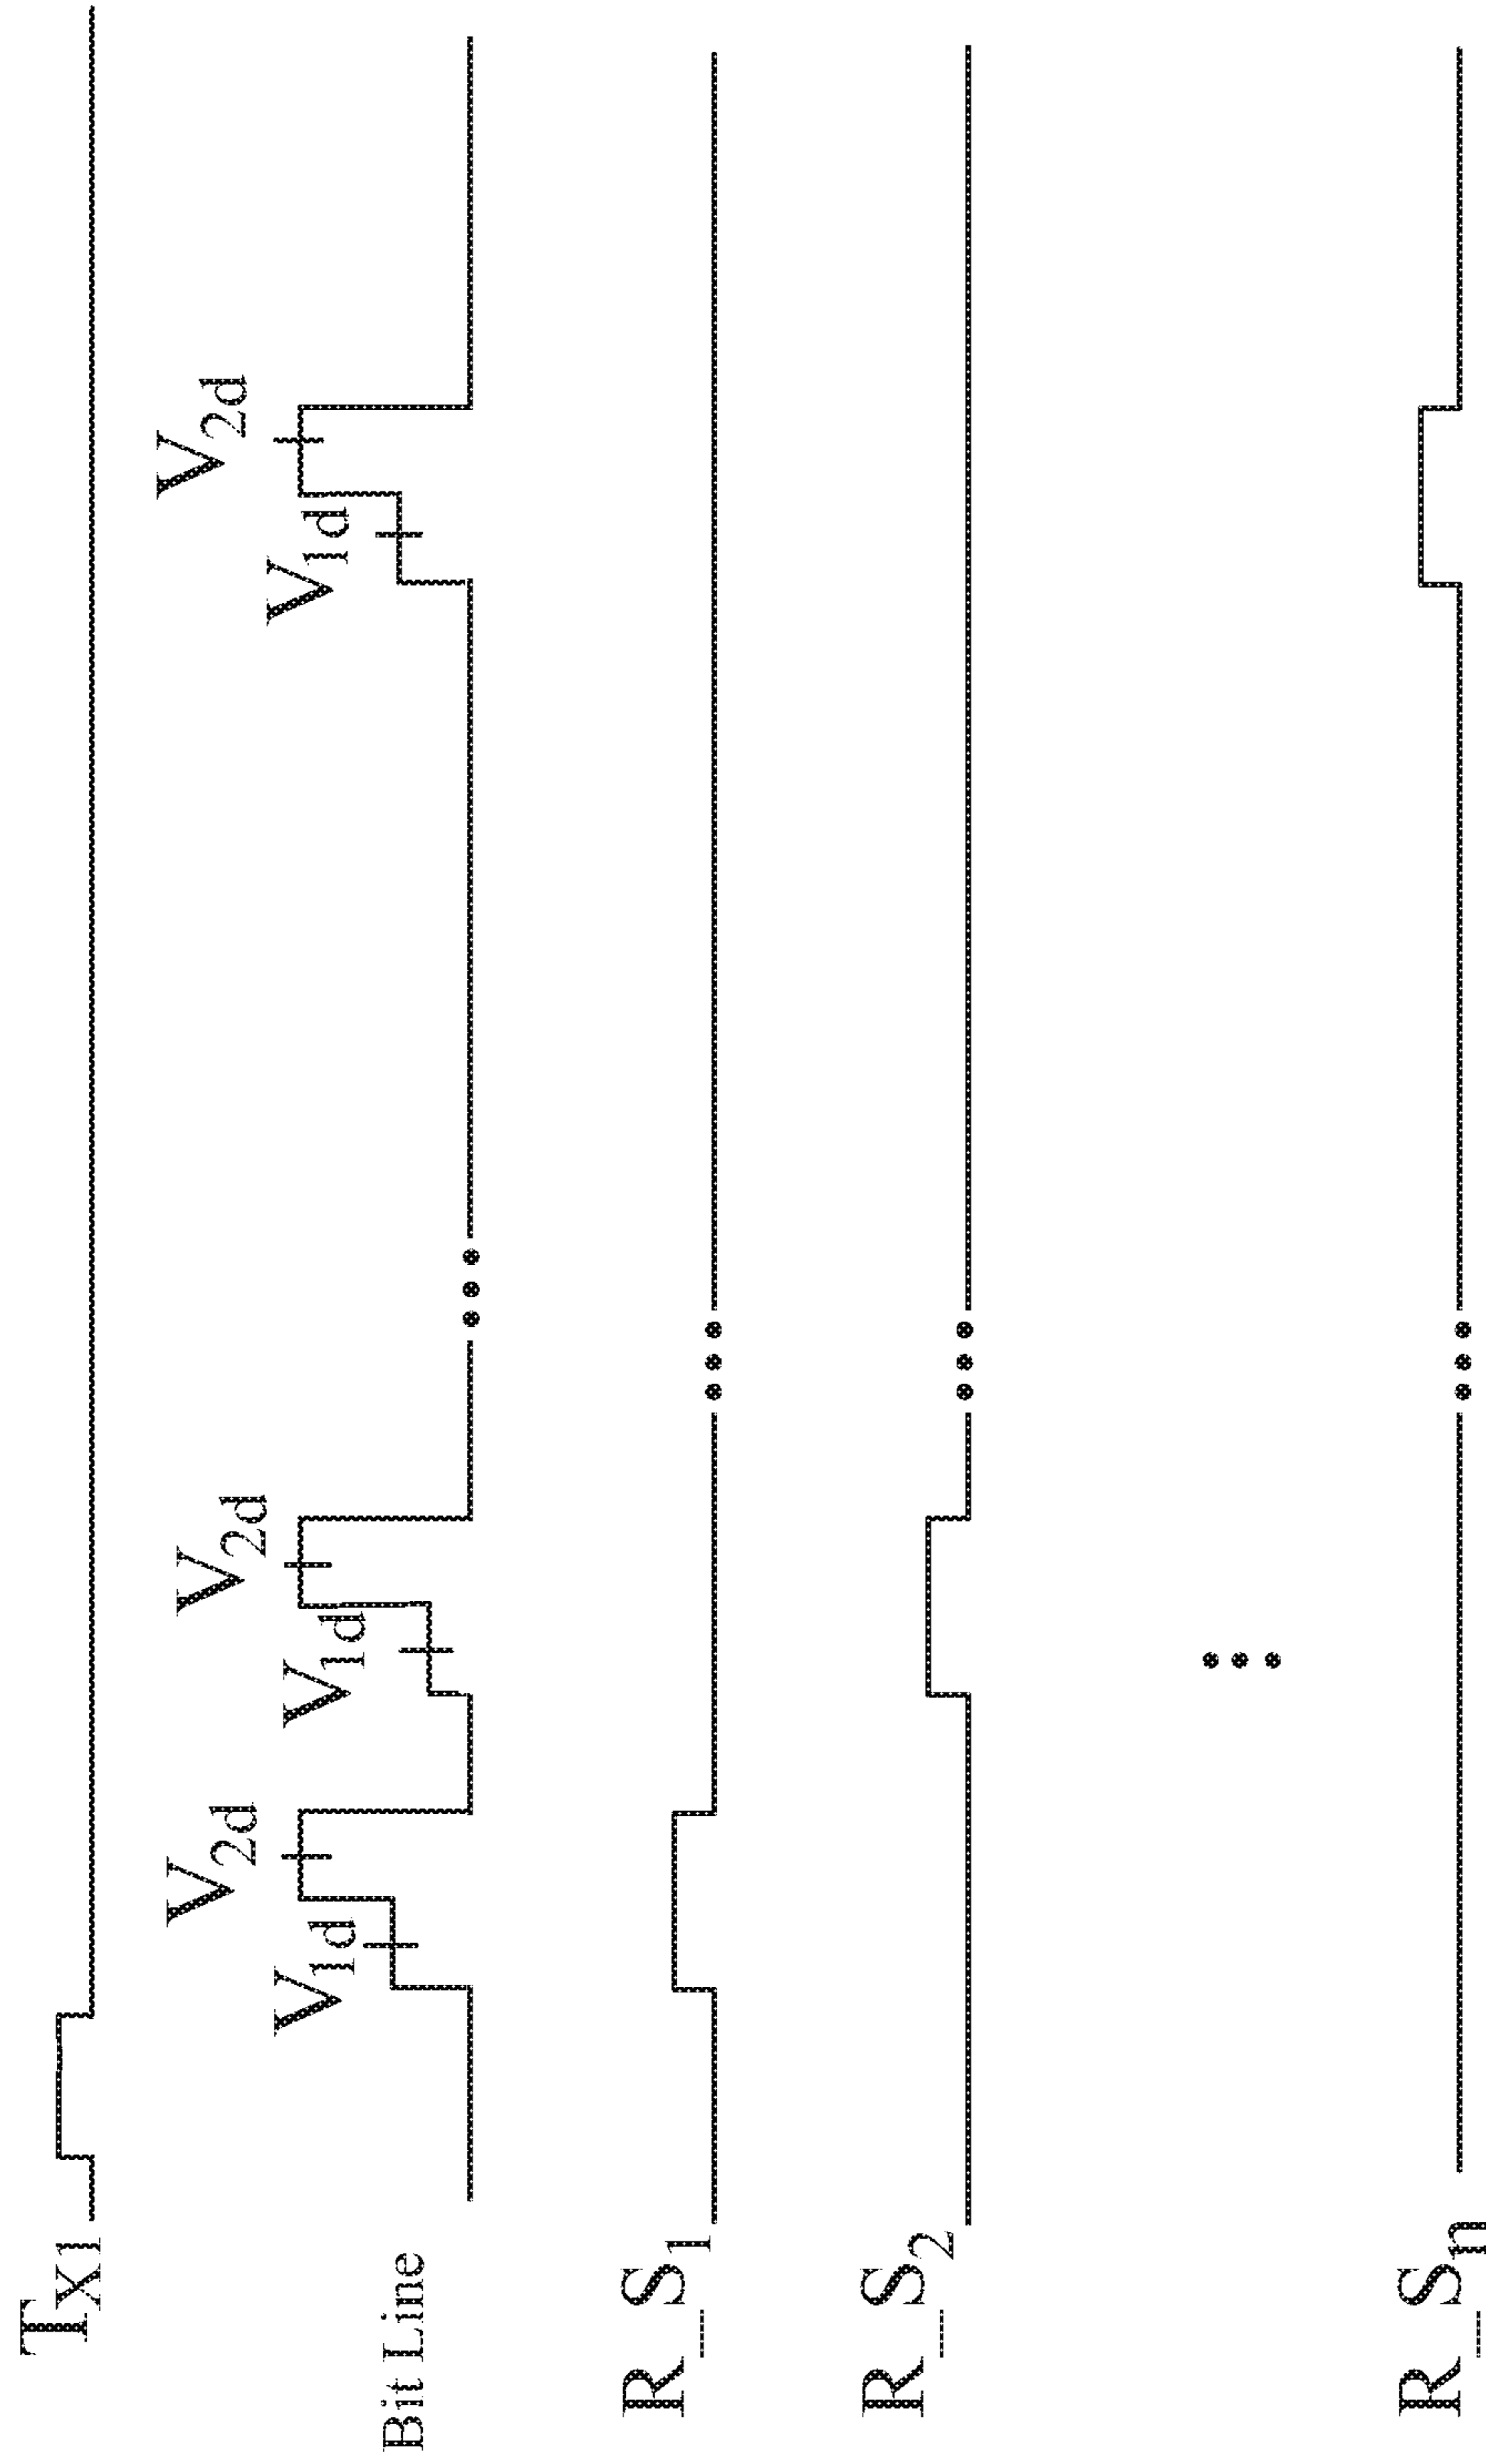 T_X1
V_2d V_2d V_2d
V_1d V_1d V_1d
Bit Line
R_S_1
R_S_2
R_S_n